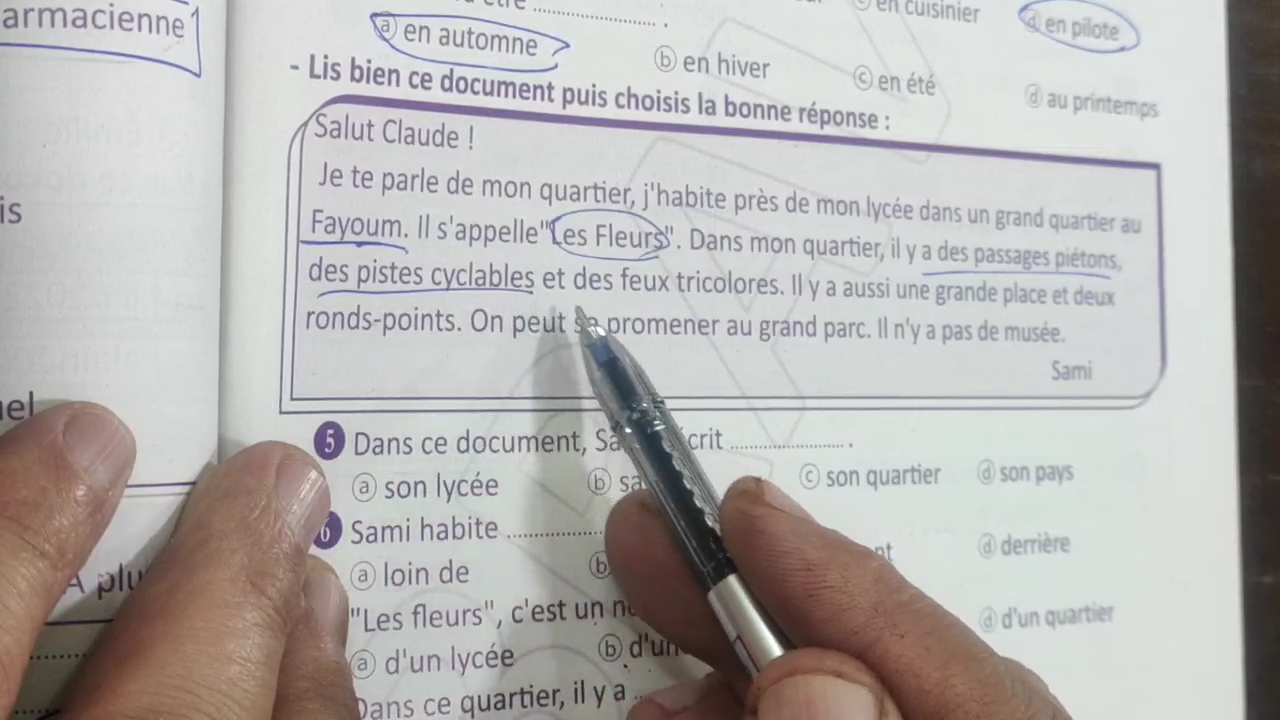 armacienne
is
être ..................... .
ⓒ en cuisinier
ⓓ en pilote
ⓐ en automne
ⓑ en hiver
ⓒ en été
ⓓ au printemps
- Lis bien ce document puis choisis la bonne réponse :
Salut Claude !
Je te parle de mon quartier, j'habite près de mon lycée dans un grand quartier au
Fayoum. Il s'appelle"Les Fleurs". Dans mon quartier, il y a des passages piétons,
des pistes cyclables et des feux tricolores. Il y a aussi une grande place et deux
ronds-points. On peut se promener au grand parc. Il n'y a pas de musée.
Sami
5 Dans ce document, Sa crit ..................... .
ⓐ son lycée
ⓑ sa
ⓒ son quartier
ⓓ son pays
6 Sami habite .................
ⓐ loin de
ⓑ
ⓓ derrière
"Les fleurs", c'est un n
ⓐ d'un lycée
ⓑ d'un
ⓓ d'un quartier
Dans ce quartier, il y a ..
A plu